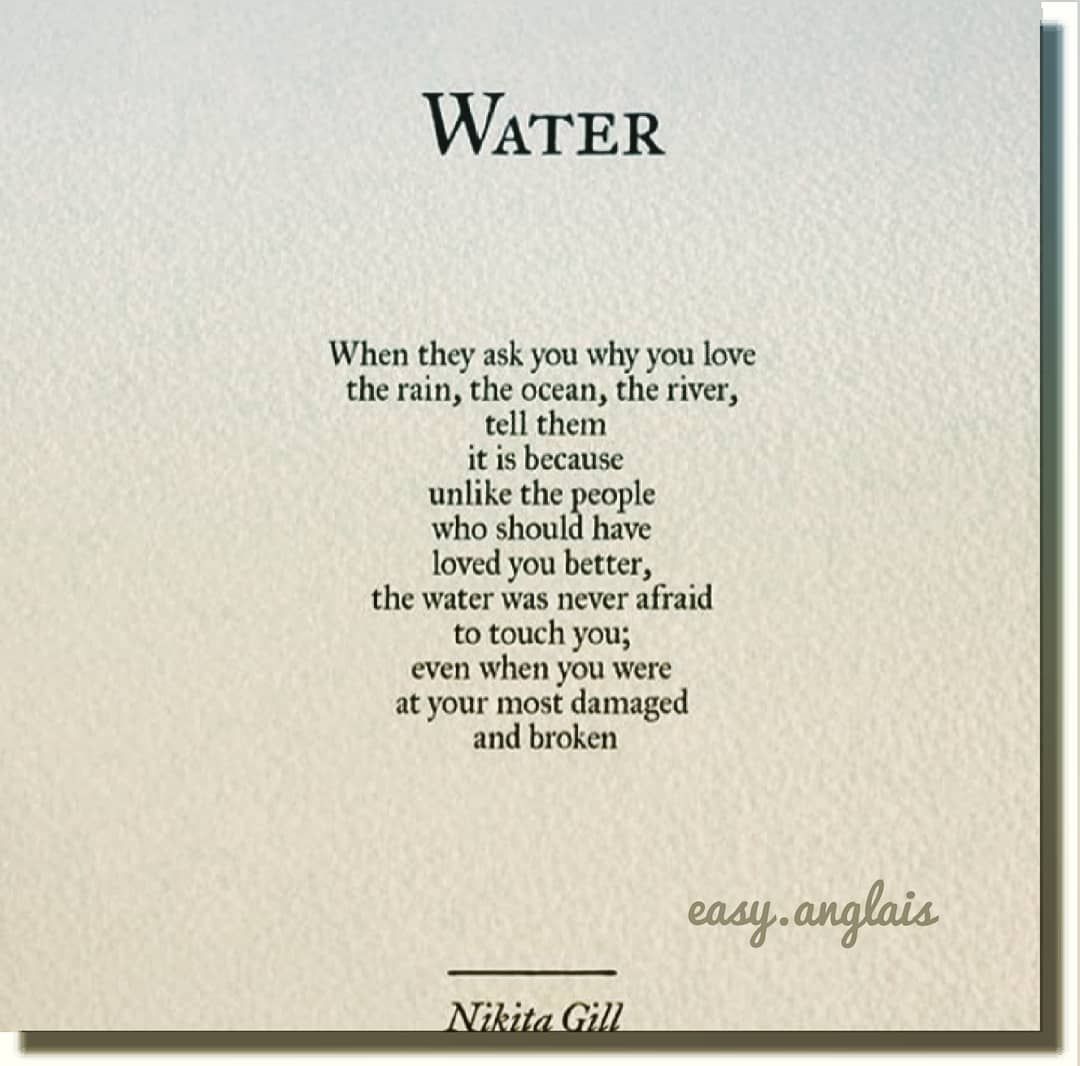 WATER
When they ask you why you love
the rain, the ocean, the river,
tell them
it is because
unlike the people
who should have
loved you better,
the water was never afraid
to touch you;
even when you were
at your most damaged
and broken
easy.anglais
Nikita Gill